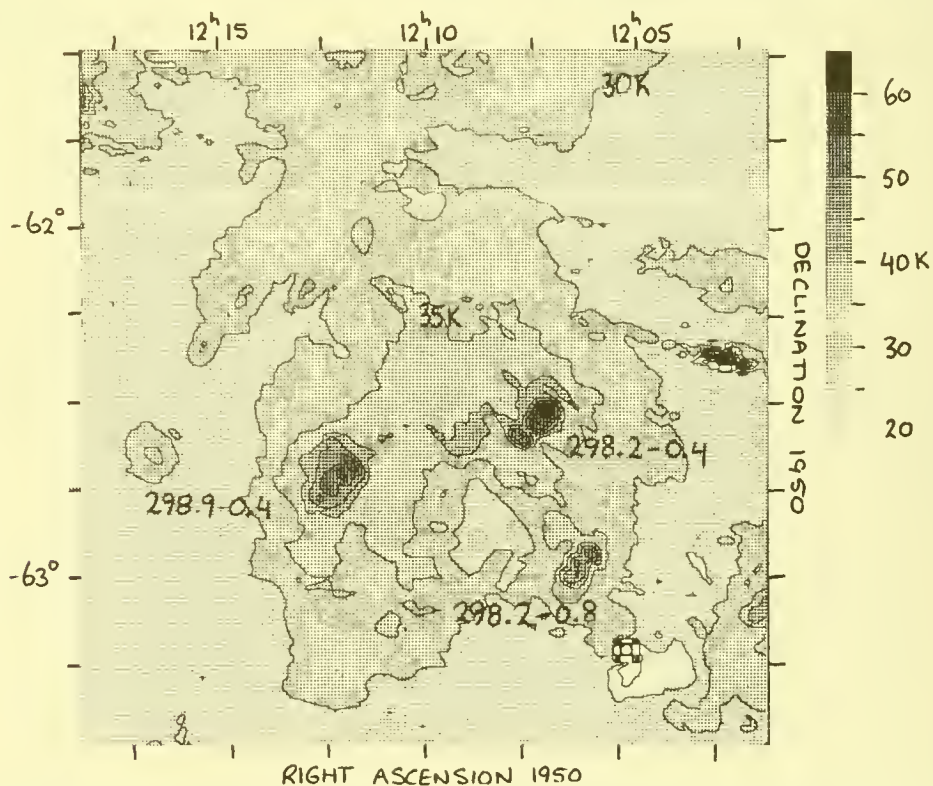 12ʰ15 12ʰ10 12ʰ05
30K
60
50
-62°
40K
35K
30
20
298.2-0.4
298.9-0.4
-63°
298.2-0.8
DECLINATION 1950
RIGHT ASCENSION 1950